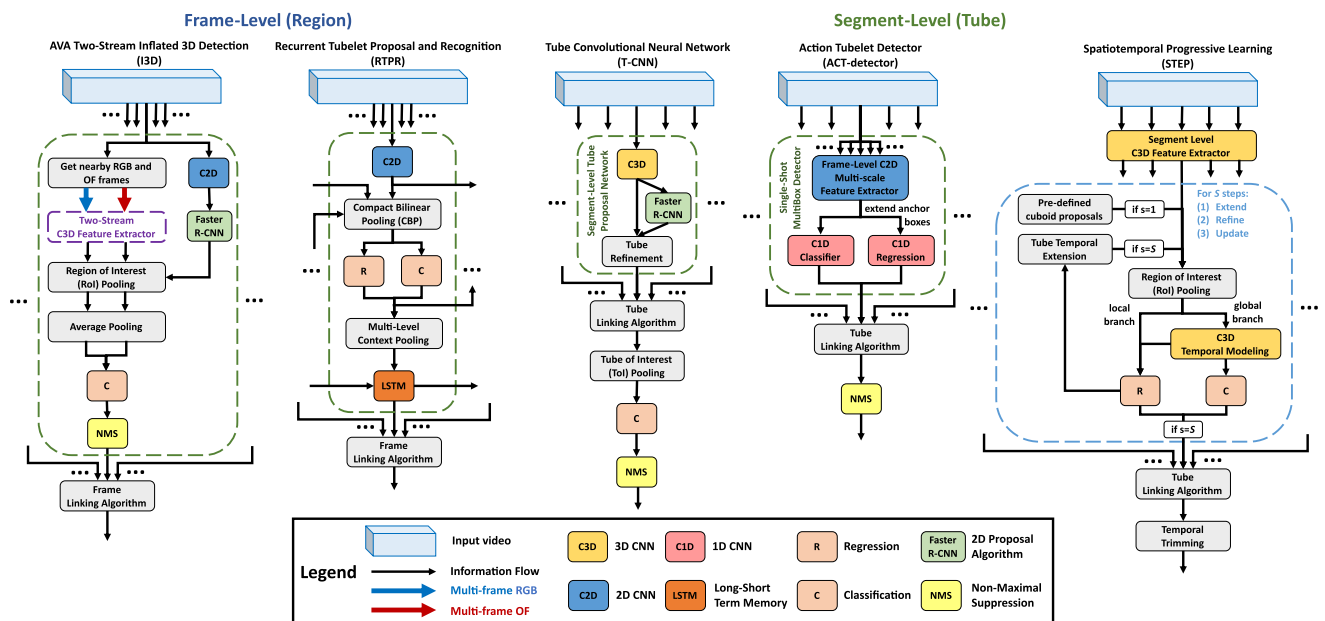 Frame-Level (Region)
Segment-Level (Tube)
AVA Two-Stream Inflated 3D Detection
(I3D)
Get nearby RGB and
OF frames
C2D
Two-Stream
C3D Feature Extractor
Faster
R-CNN
Region of Interest
(RoI) Pooling
Average Pooling
C
NMS
Frame
Linking Algorithm
Recurrent Tubelet Proposal and Recognition
(RTPR)
C2D
Compact Bilinear
Pooling (CBP)
R
C
Multi-Level
Context Pooling
LSTM
Frame
Linking Algorithm
Tube Convolutional Neural Network
(T-CNN)
Segment-Level Tube
Proposal Network
C3D
Faster
R-CNN
Tube
Refinement
Tube
Linking Algorithm
Tube of Interest
(ToI) Pooling
C
NMS
Action Tubelet Detector
(ACT-detector)
Single-Shot
MultiBox Detector
Frame-Level C2D
Multi-scale
Feature Extractor
extend anchor
boxes
C1D
Classifier
C1D
Regression
Tube
Linking Algorithm
NMS
Spatiotemporal Progressive Learning
(STEP)
Segment Level
C3D Feature Extractor
For S steps:
(1) Extend
(2) Refine
(3) Update
Pre-defined
cuboid proposals
if s=1
Tube Temporal
Extension
if s=S
Region of Interest
(RoI) Pooling
local
branch
global
branch
C3D
Temporal Modeling
R
C
if s=S
Tube
Linking Algorithm
Temporal
Trimming
Legend
Input video
Information Flow
Multi-frame RGB
Multi-frame OF
C3D
3D CNN
C2D
2D CNN
C1D
1D CNN
LSTM
Long-Short
Term Memory
R
Regression
C
Classification
Faster
R-CNN
2D Proposal
Algorithm
NMS
Non-Maximal
Suppression